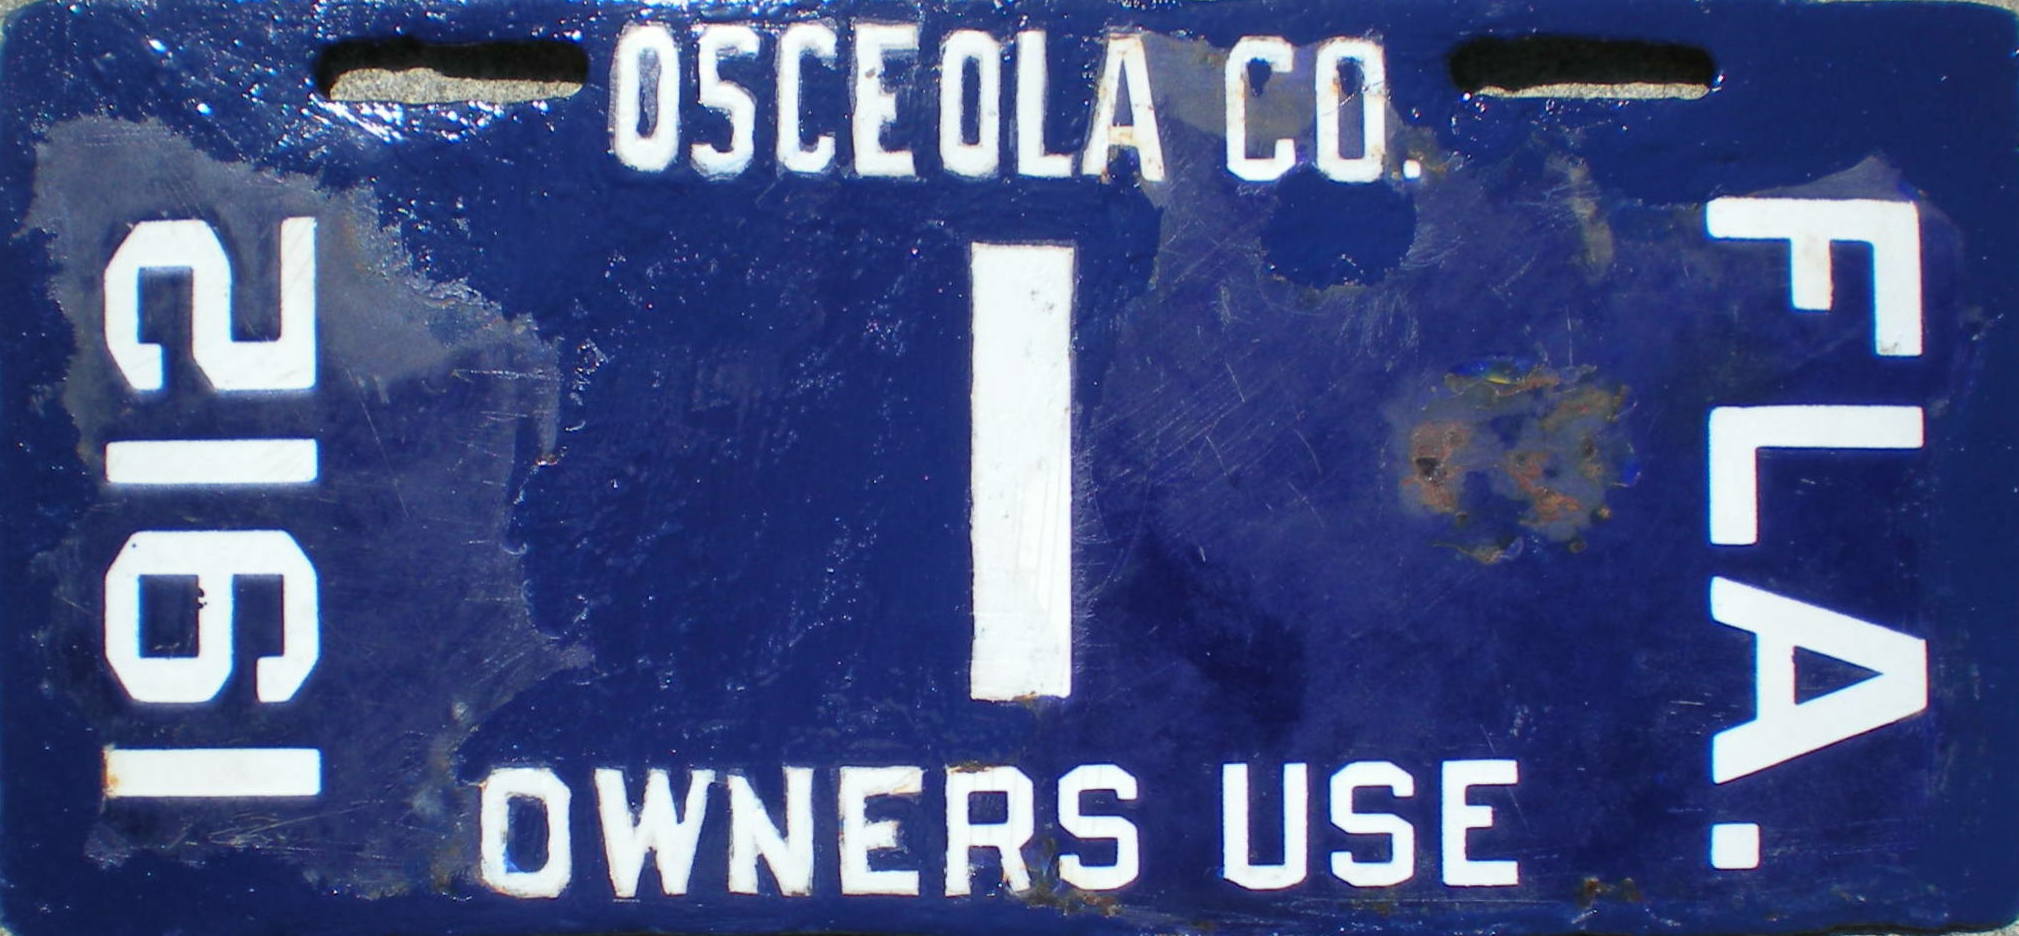 OSCEOLA CO.
1912
1
FLA.
OWNERS USE